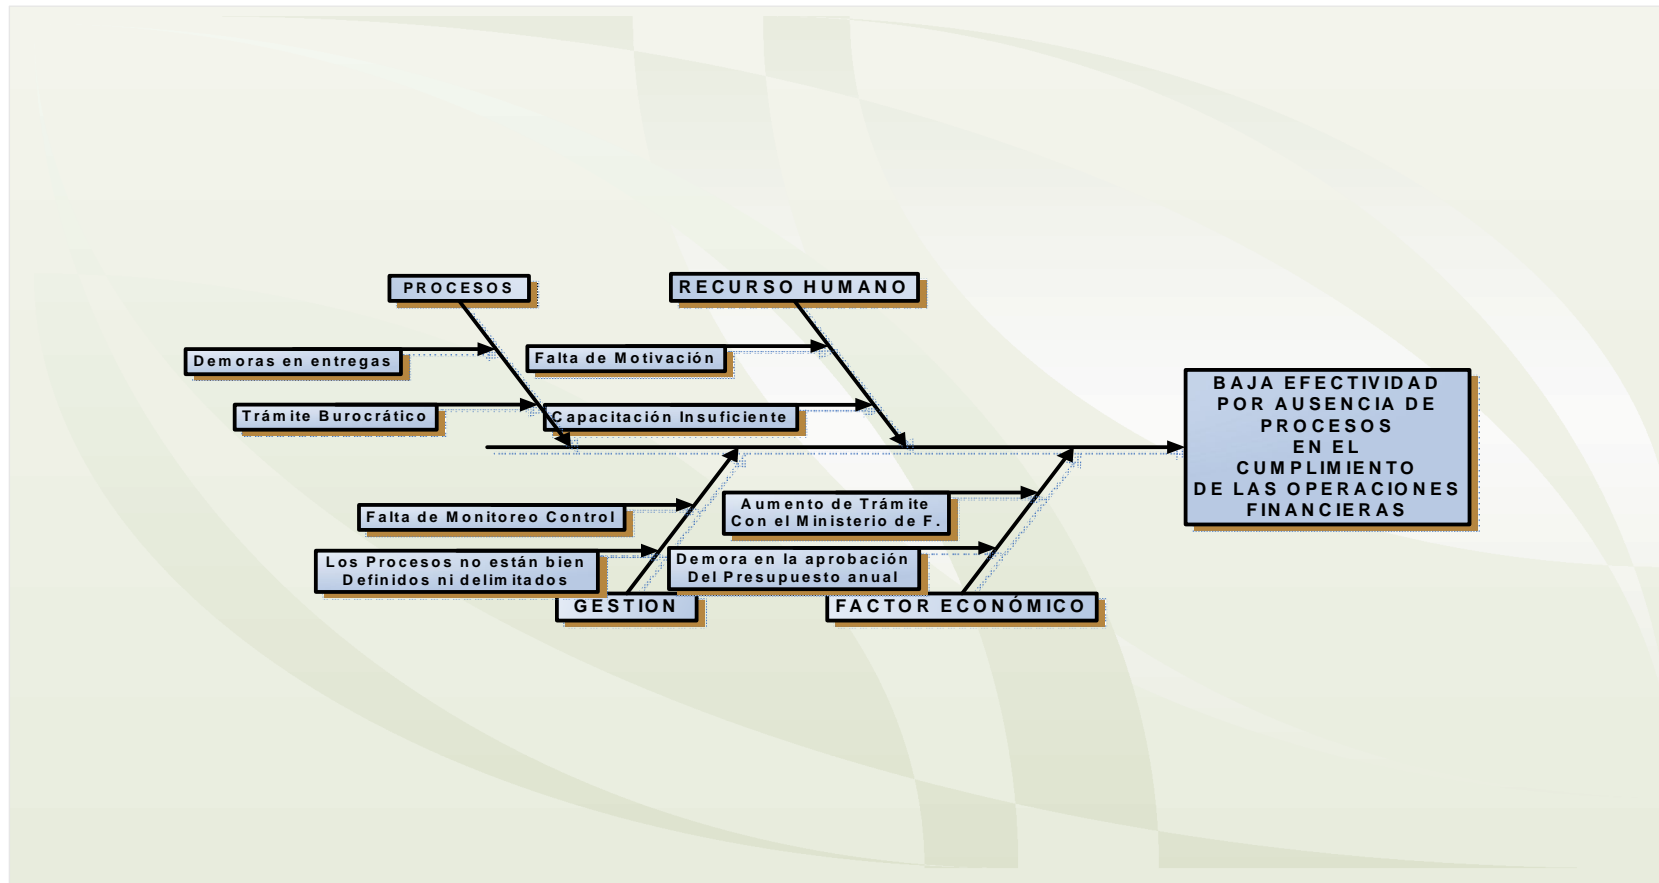 PROCESOS
RECURSO HUMANO
Demoras en entregas
Falta de Motivación
Trámite Burocrático
Capacitación Insuficiente
BAJA EFECTIVIDAD
POR AUSENCIA DE
PROCESOS
EN EL
CUMPLIMIENTO
DE LAS OPERACIONES
FINANCIERAS
Falta de Monitoreo Control
Aumento de Trámite
Con el Ministerio de F.
Los Procesos no están bien
Definidos ni delimitados
Demora en la aprobación
Del Presupuesto anual
GESTION
FACTOR ECONÓMICO